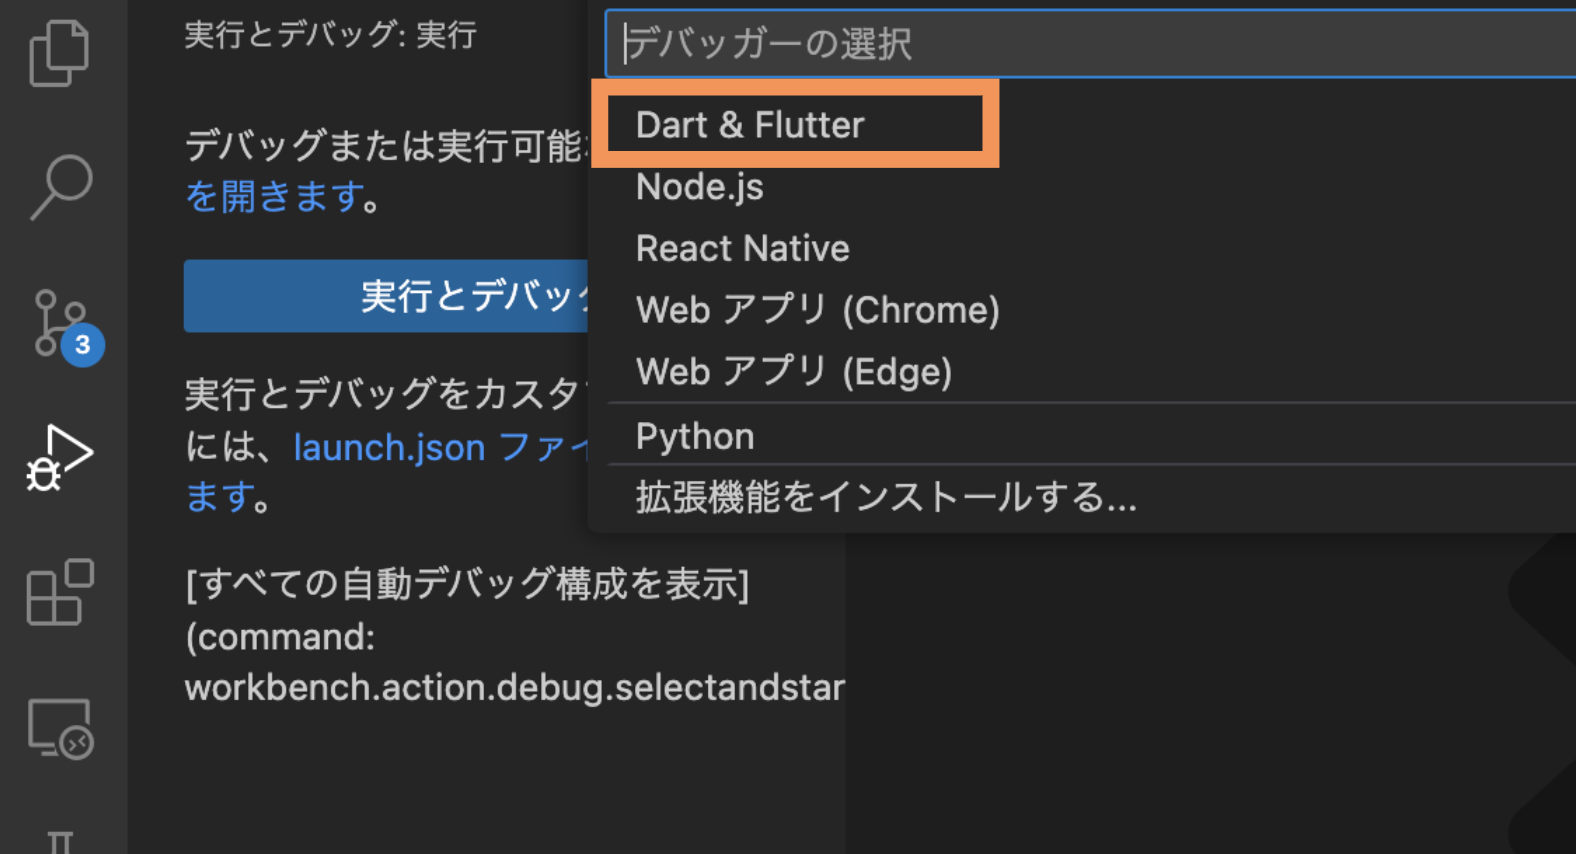 実行とデバッグ: 実行
デバッグまたは実行可能
を開きます。
実行とデバッグ
実行とデバッグをカスタ
には、launch.json ファイ
ます。
[すべての自動デバッグ構成を表示]
(command:
workbench.action.debug.selectandstar
3
デバッガーの選択
Dart & Flutter
Node.js
React Native
Web アプリ (Chrome)
Web アプリ (Edge)
Python
拡張機能をインストールする...